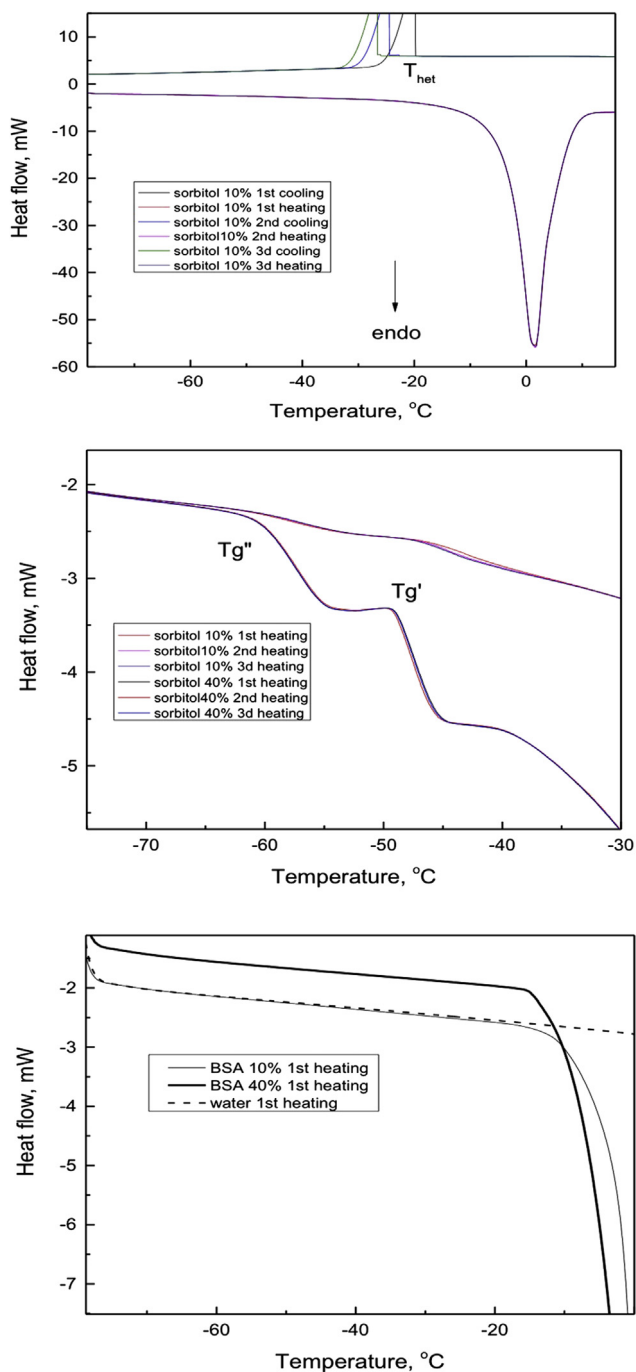 10
0
-10
-20
-30
-40
-50
-60
Heat flow, mW
T het
sorbitol 10% 1st cooling
sorbitol 10% 1st heating
sorbitol 10% 2nd cooling
sorbitol10% 2nd heating
sorbitol 10% 3d cooling
sorbitol 10% 3d heating
endo
-60 -40 -20 0
Temperature, °C
-2
-3
-4
-5
Heat flow, mW
Tg"
Tg'
sorbitol 10% 1st heating
sorbitol10% 2nd heating
sorbitol 10% 3d heating
sorbitol 40% 1st heating
sorbitol40% 2nd heating
sorbitol 40% 3d heating
-70 -60 -50 -40 -30
Temperature, °C
-2
-3
-4
-5
-6
-7
Heat flow, mW
BSA 10% 1st heating
BSA 40% 1st heating
water 1st heating
-60 -40 -20
Temperature, °C